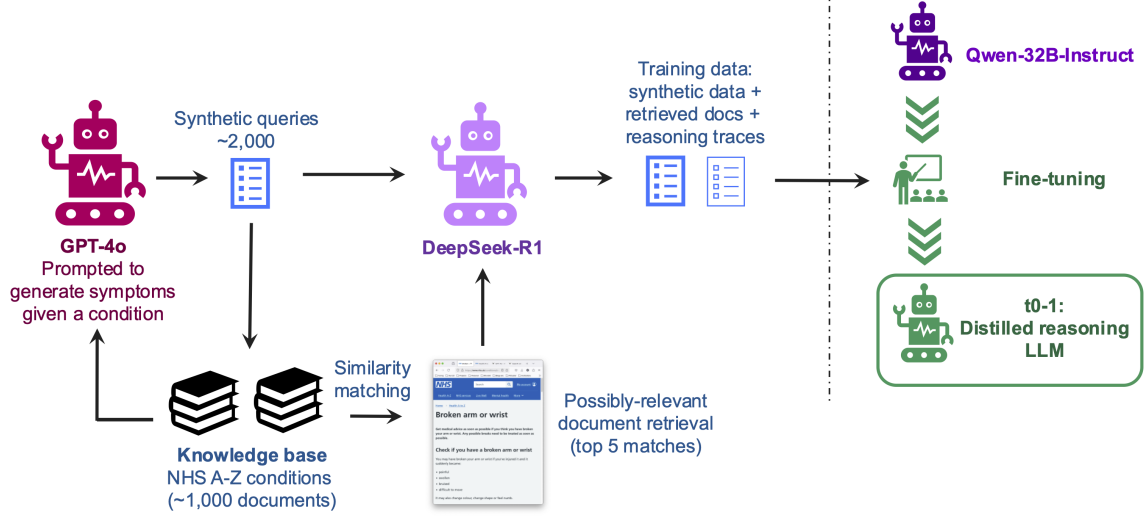 GPT-4o
Prompted to
generate symptoms
given a condition
Synthetic queries
~2,000
DeepSeek-R1
Training data:
synthetic data +
retrieved docs +
reasoning traces
Knowledge base
NHS A-Z conditions
(~1,000 documents)
Similarity
matching
NHS
Broken arm or wrist
Check if you have a broken arm or wrist
Possibly-relevant
document retrieval
(top 5 matches)
Qwen-32B-Instruct
Fine-tuning
t0-1:
Distilled reasoning
LLM